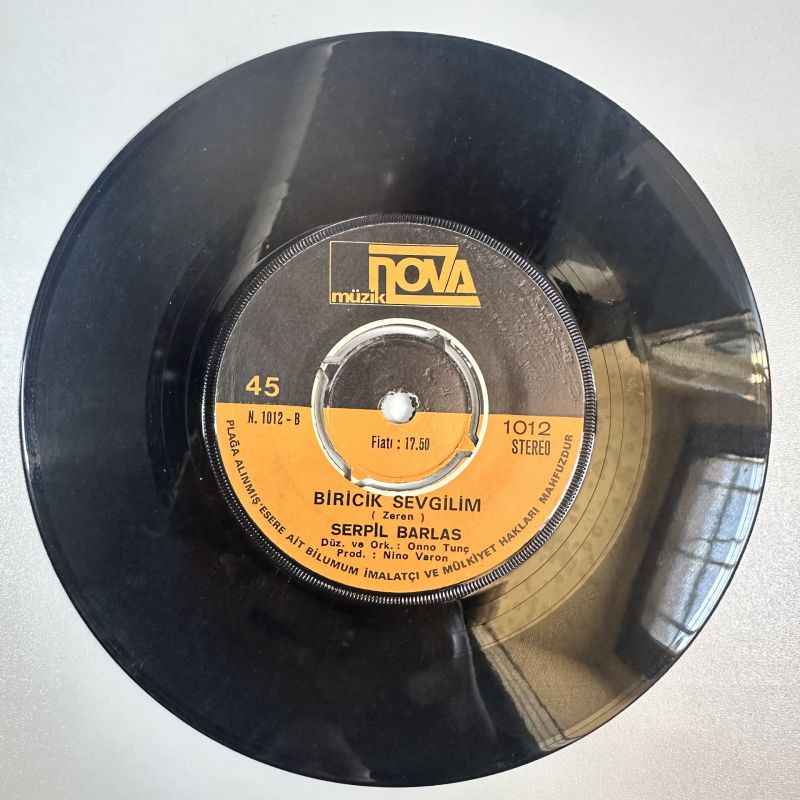 NOVA
müzik
45
N. 1012 - B
1012
STEREO
Fiatı : 17.50
BİRİCİK SEVGİLİM
( Zeren )
SERPİL BARLAS
Düz. ve Ork. : Onno Tunç
Prod. : Nino Varon
PLAĞA ALINMIŞ'ESERE AİT BİLUMUM İMALATÇI VE MÜLKİYET HAKLARI MAHFUZDUR